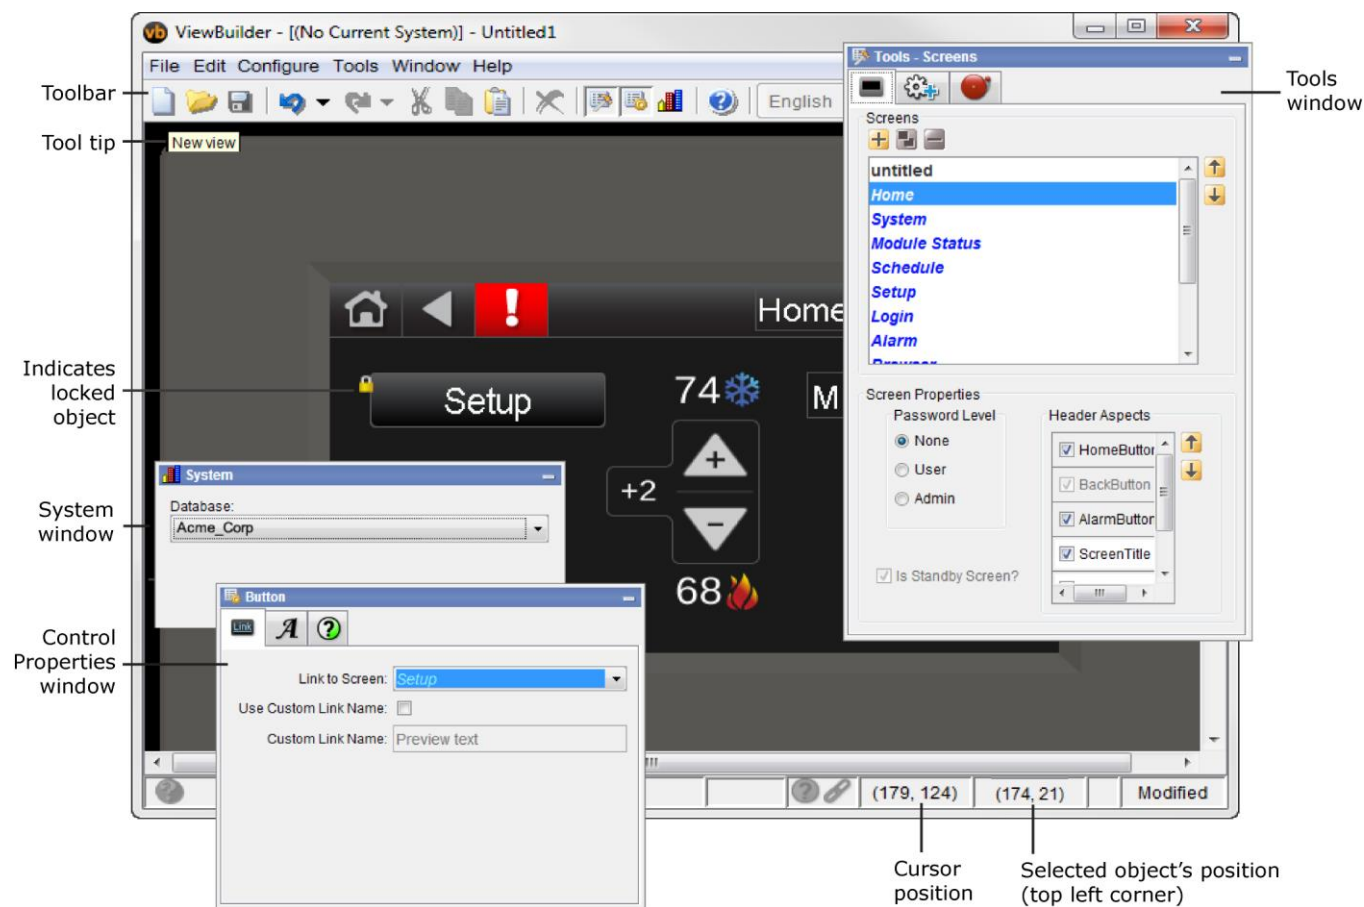 ViewBuilder - [(No Current System)] - Untitled1
File Edit Configure Tools Window Help
English
Toolbar
Tool tip
New view
Tools - Screens
Tools
window
Screens
untitled
Home
System
Module Status
Schedule
Setup
Login
Alarm
Browser
Home
Indicates
locked
object
Setup
74
M
+2
68
Screen Properties
Password Level
None
User
Admin
Is Standby Screen?
Header Aspects
HomeButton
BackButton
AlarmButton
ScreenTitle
System
window
System
Database:
Acme_Corp
Control
Properties
window
Button
Link
A
Link to Screen: Setup
Use Custom Link Name:
Custom Link Name: Preview text
(179, 124) (174, 21) Modified
Cursor
position
Selected object's position
(top left corner)